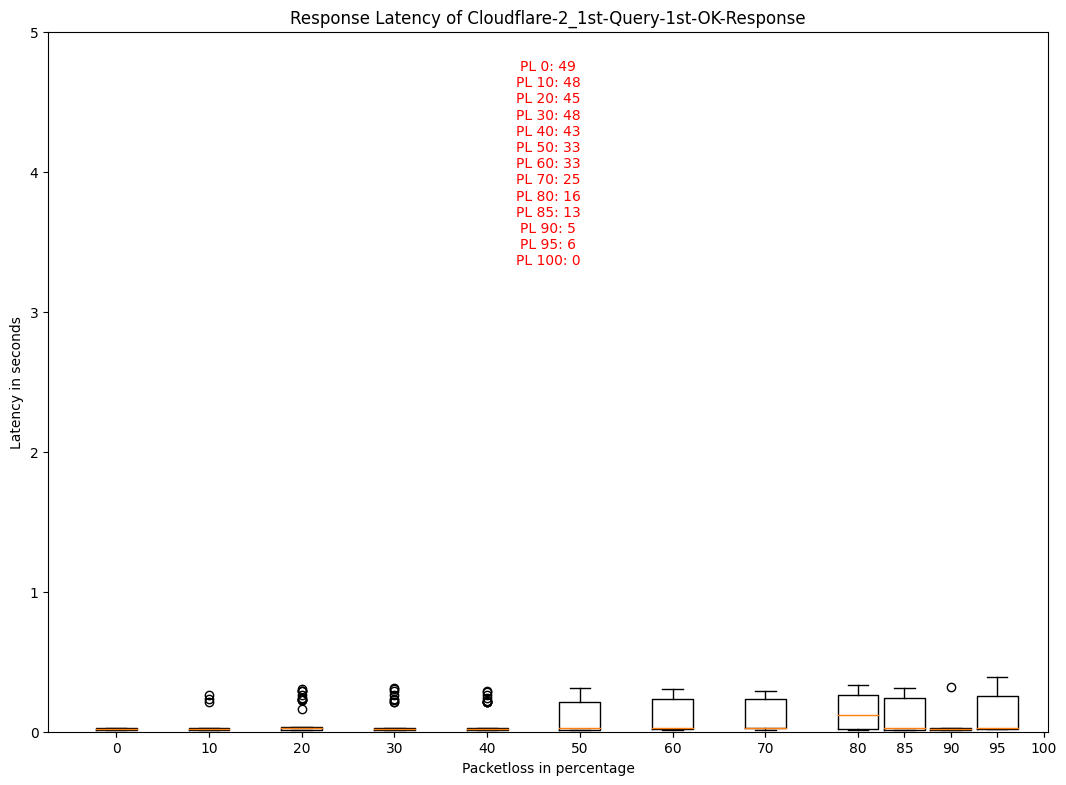 Response Latency of Cloudflare-2_1st-Query-1st-OK-Response
5
PL 0: 49
PL 10: 48
PL 20: 45
PL 30: 48
PL 40: 43
PL 50: 33
PL 60: 33
PL 70: 25
PL 80: 16
PL 85: 13
PL 90: 5
PL 95: 6
PL 100: 0
4
3
2
1
0
Latency in seconds
0 10 20 30 40 50 60 70 80 85 90 95 100
Packetloss in percentage